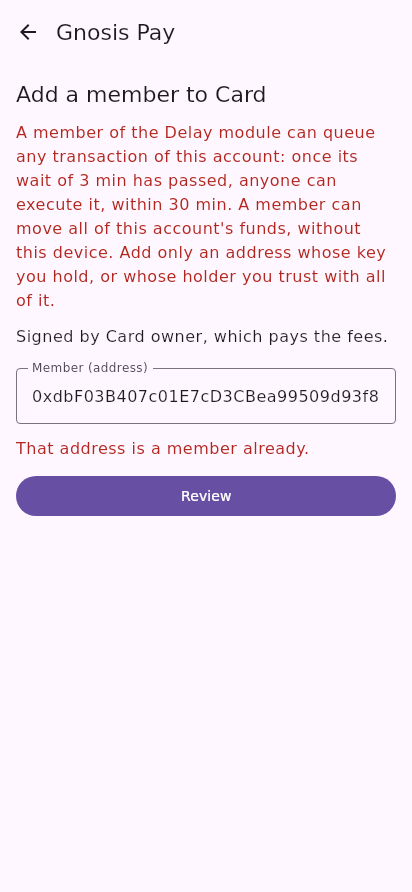 Gnosis Pay
Add a member to Card
A member of the Delay module can queue
any transaction of this account: once its
wait of 3 min has passed, anyone can
execute it, within 30 min. A member can
move all of this account's funds, without
this device. Add only an address whose key
you hold, or whose holder you trust with all
of it.
Signed by Card owner, which pays the fees.
Member (address)
0xdbF03B407c01E7cD3CBea99509d93f8
That address is a member already.
Review